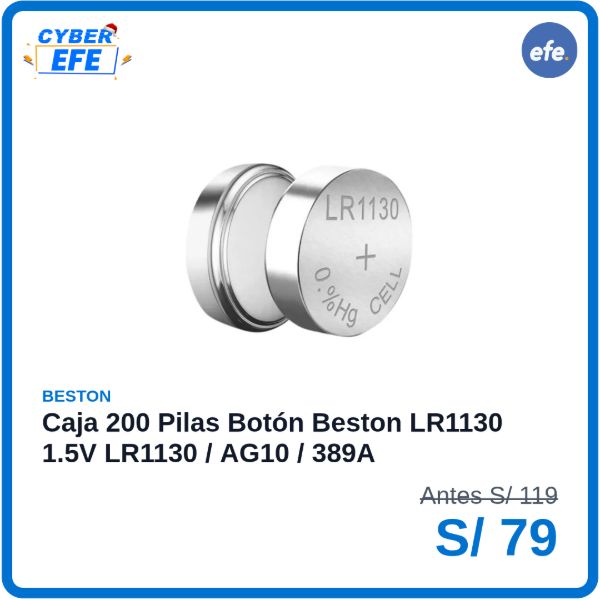 CYBER
EFE
efe.
LR1130
+
0.%Hg CELL
BESTON
Caja 200 Pilas Botón Beston LR1130
1.5V LR1130 / AG10 / 389A
Antes S/ 119
S/ 79